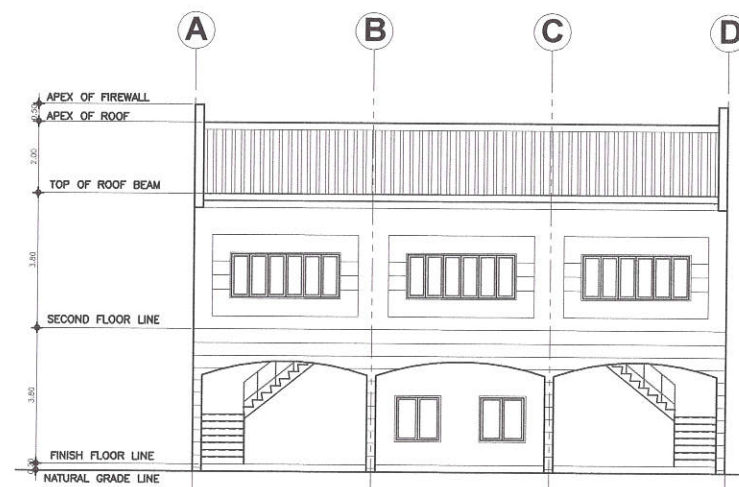 A B C D
APEX OF FIREWALL
0.50
APEX OF ROOF
2.00
TOP OF ROOF BEAM
3.80
SECOND FLOOR LINE
3.80
FINISH FLOOR LINE
NATURAL GRADE LINE